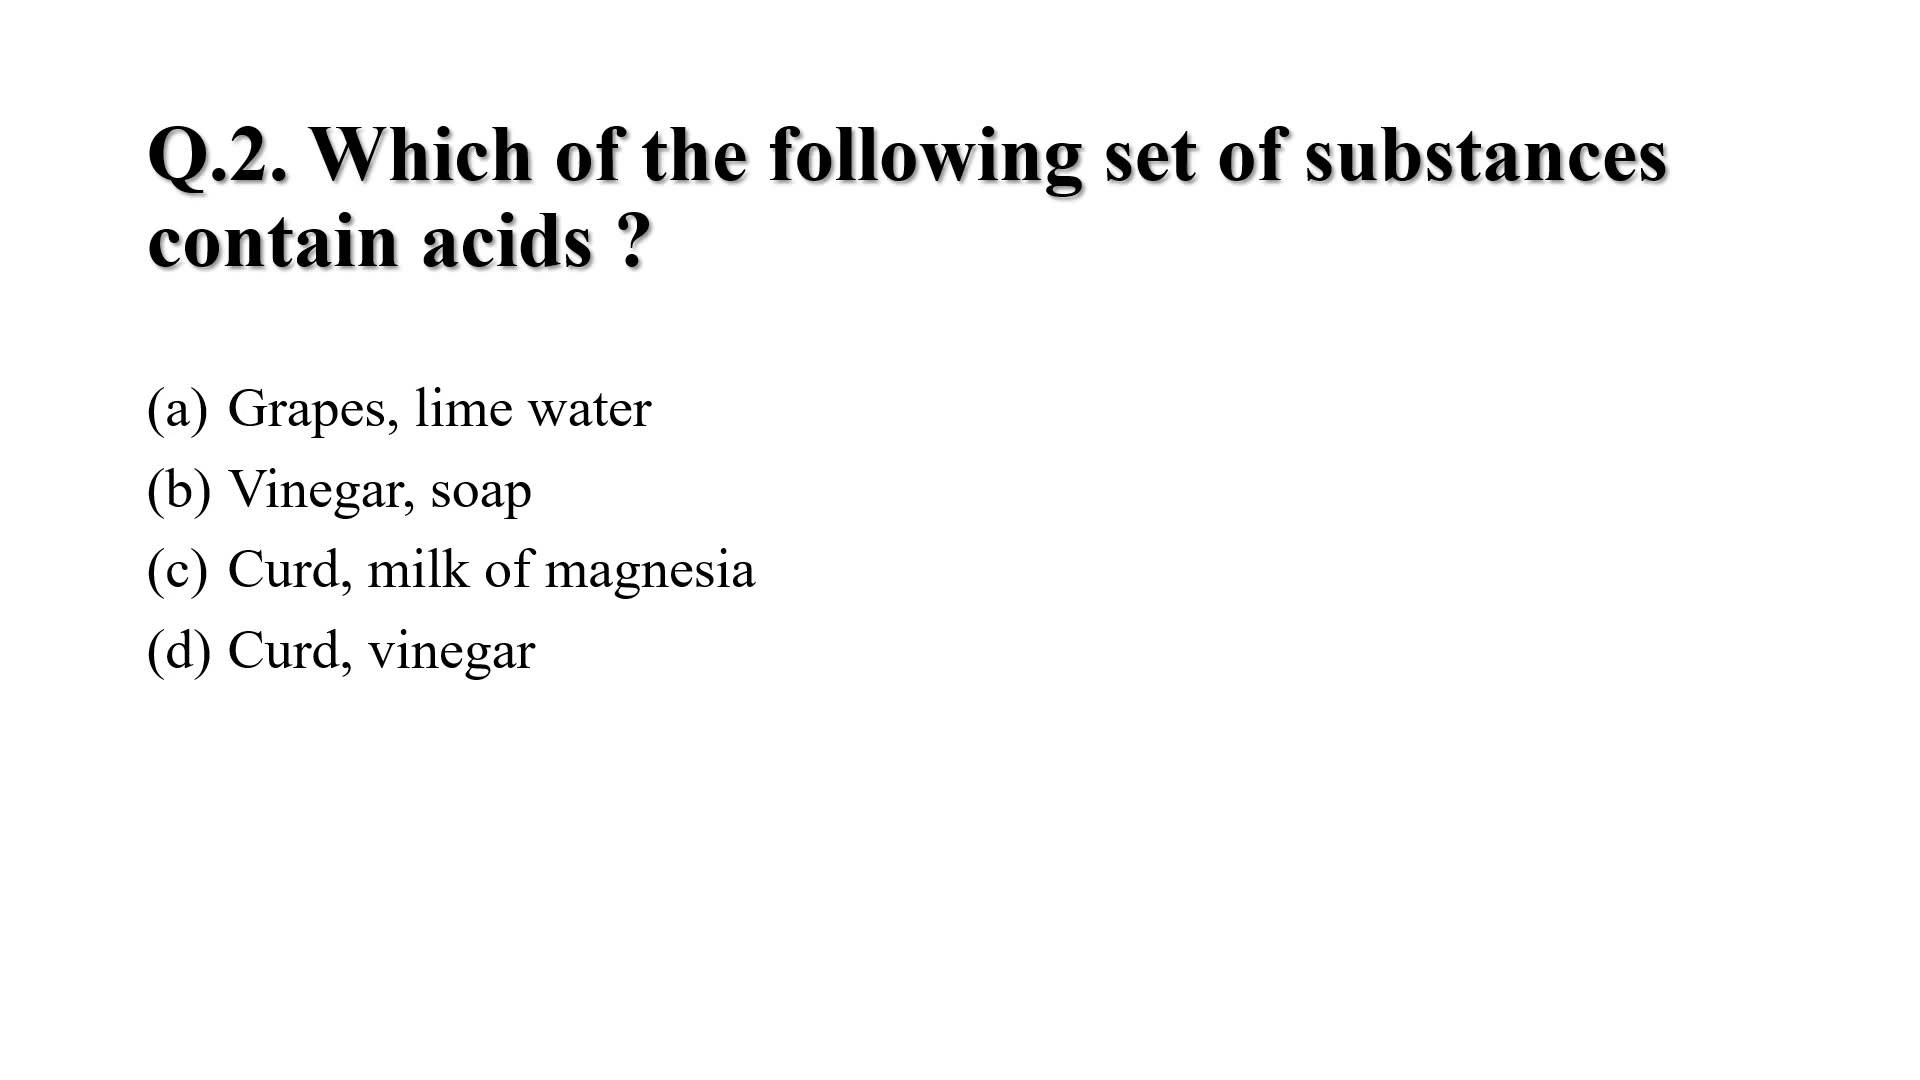 Q.2. Which of the following set of substances
contain acids ?
(a) Grapes, lime water
(b) Vinegar, soap
(c) Curd, milk of magnesia
(d) Curd, vinegar